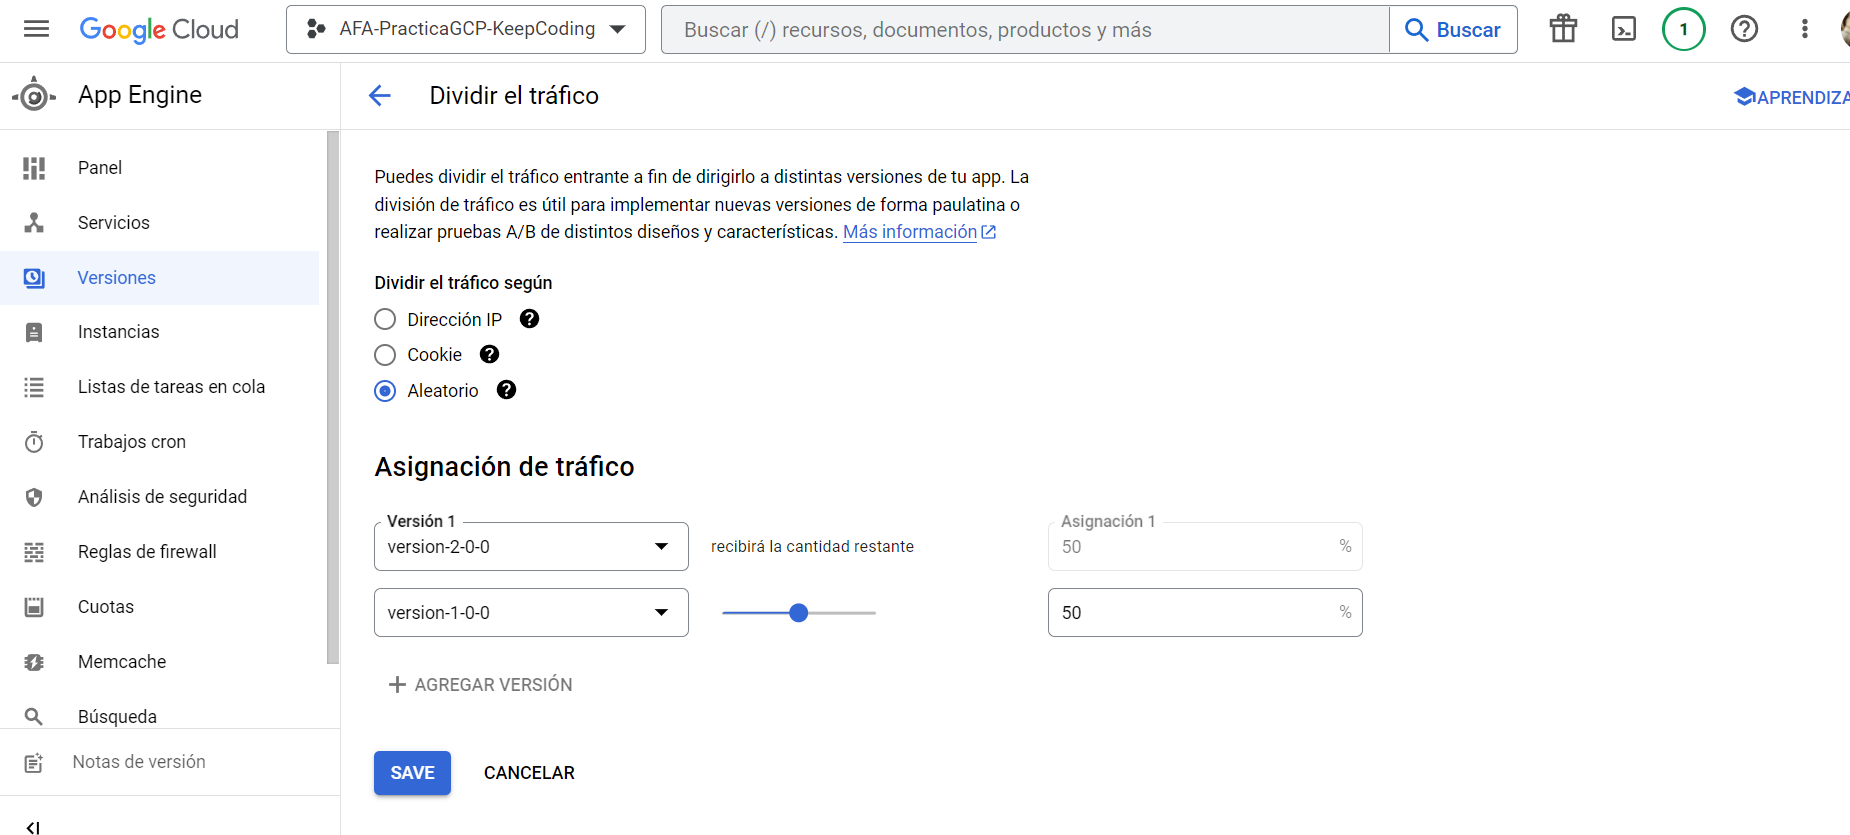 Google Cloud
AFA-PracticaGCP-KeepCoding
Buscar (/) recursos, documentos, productos y más
Buscar
1
App Engine
Dividir el tráfico
APRENDIZA
Panel
Servicios
Versiones
Instancias
Listas de tareas en cola
Trabajos cron
Análisis de seguridad
Reglas de firewall
Cuotas
Memcache
Búsqueda
Notas de versión
Puedes dividir el tráfico entrante a fin de dirigirlo a distintas versiones de tu app. La
división de tráfico es útil para implementar nuevas versiones de forma paulatina o
realizar pruebas A/B de distintos diseños y características. Más información
Dividir el tráfico según
Dirección IP
Cookie
Aleatorio
Asignación de tráfico
Versión 1
version-2-0-0
recibirá la cantidad restante
Asignación 1
50 %
version-1-0-0
50 %
AGREGAR VERSIÓN
SAVE CANCELAR